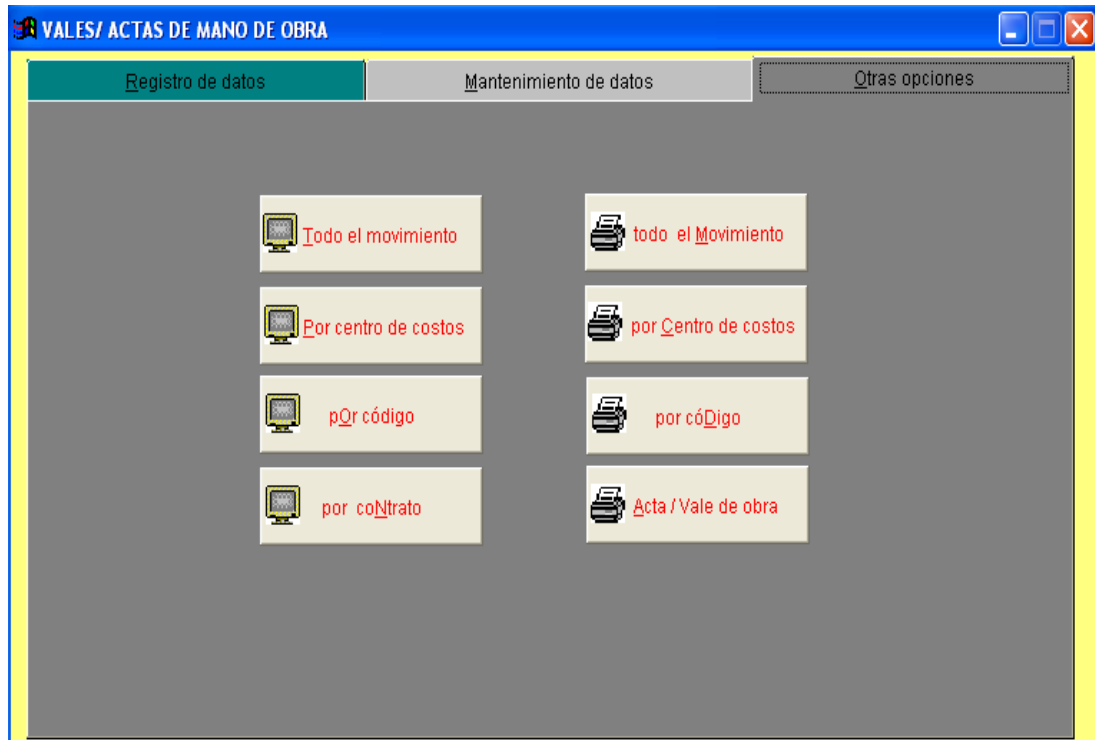 VALES/ ACTAS DE MANO DE OBRA
Registro de datos
Mantenimiento de datos
Otras opciones
Todo el movimiento
todo el Movimiento
Por centro de costos
por Centro de costos
pOr código
por cóDigo
por coNtrato
Acta / Vale de obra